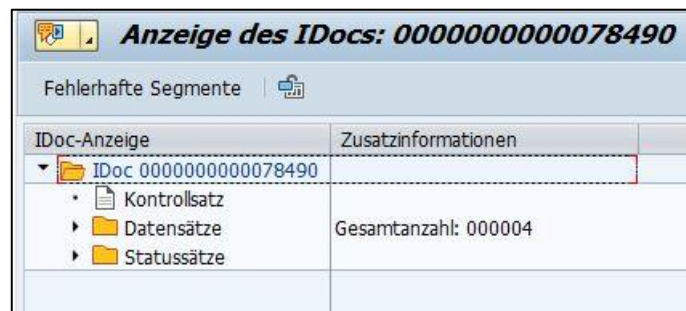 Anzeige des IDocs: 0000000000078490
Fehlerhafte Segmente
IDoc-Anzeige Zusatzinformationen
IDoc 0000000000078490
Kontrollsatz
Datensätze Gesamtanzahl: 000004
Statussätze